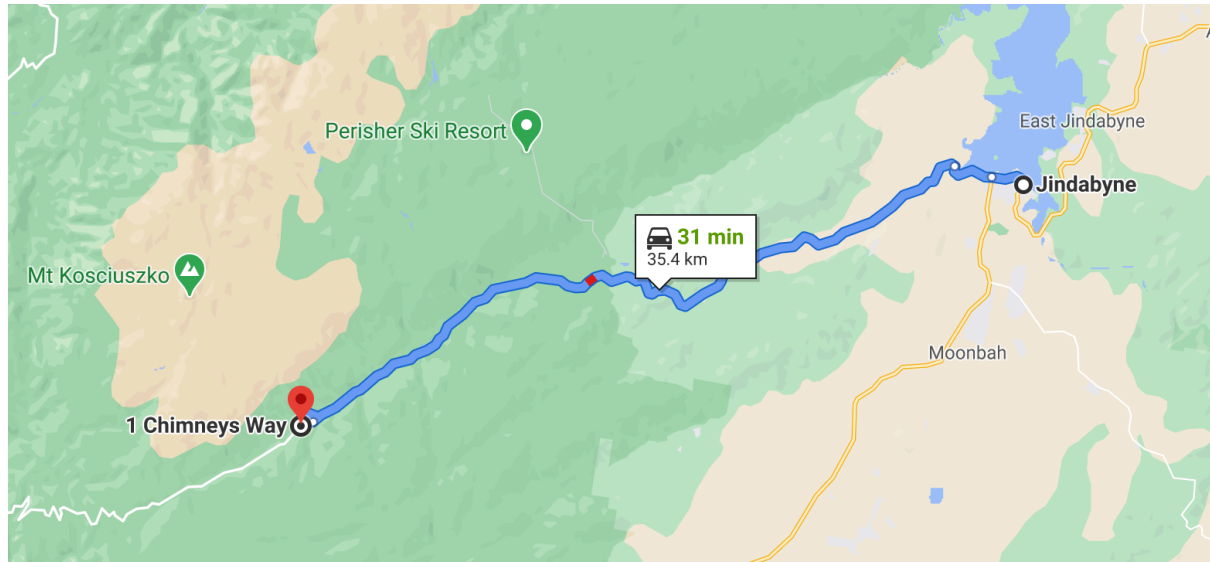 Perisher Ski Resort
East Jindabyne
Jindabyne
31 min
35.4 km
Mt Kosciuszko
Moonbah
1 Chimneys Way